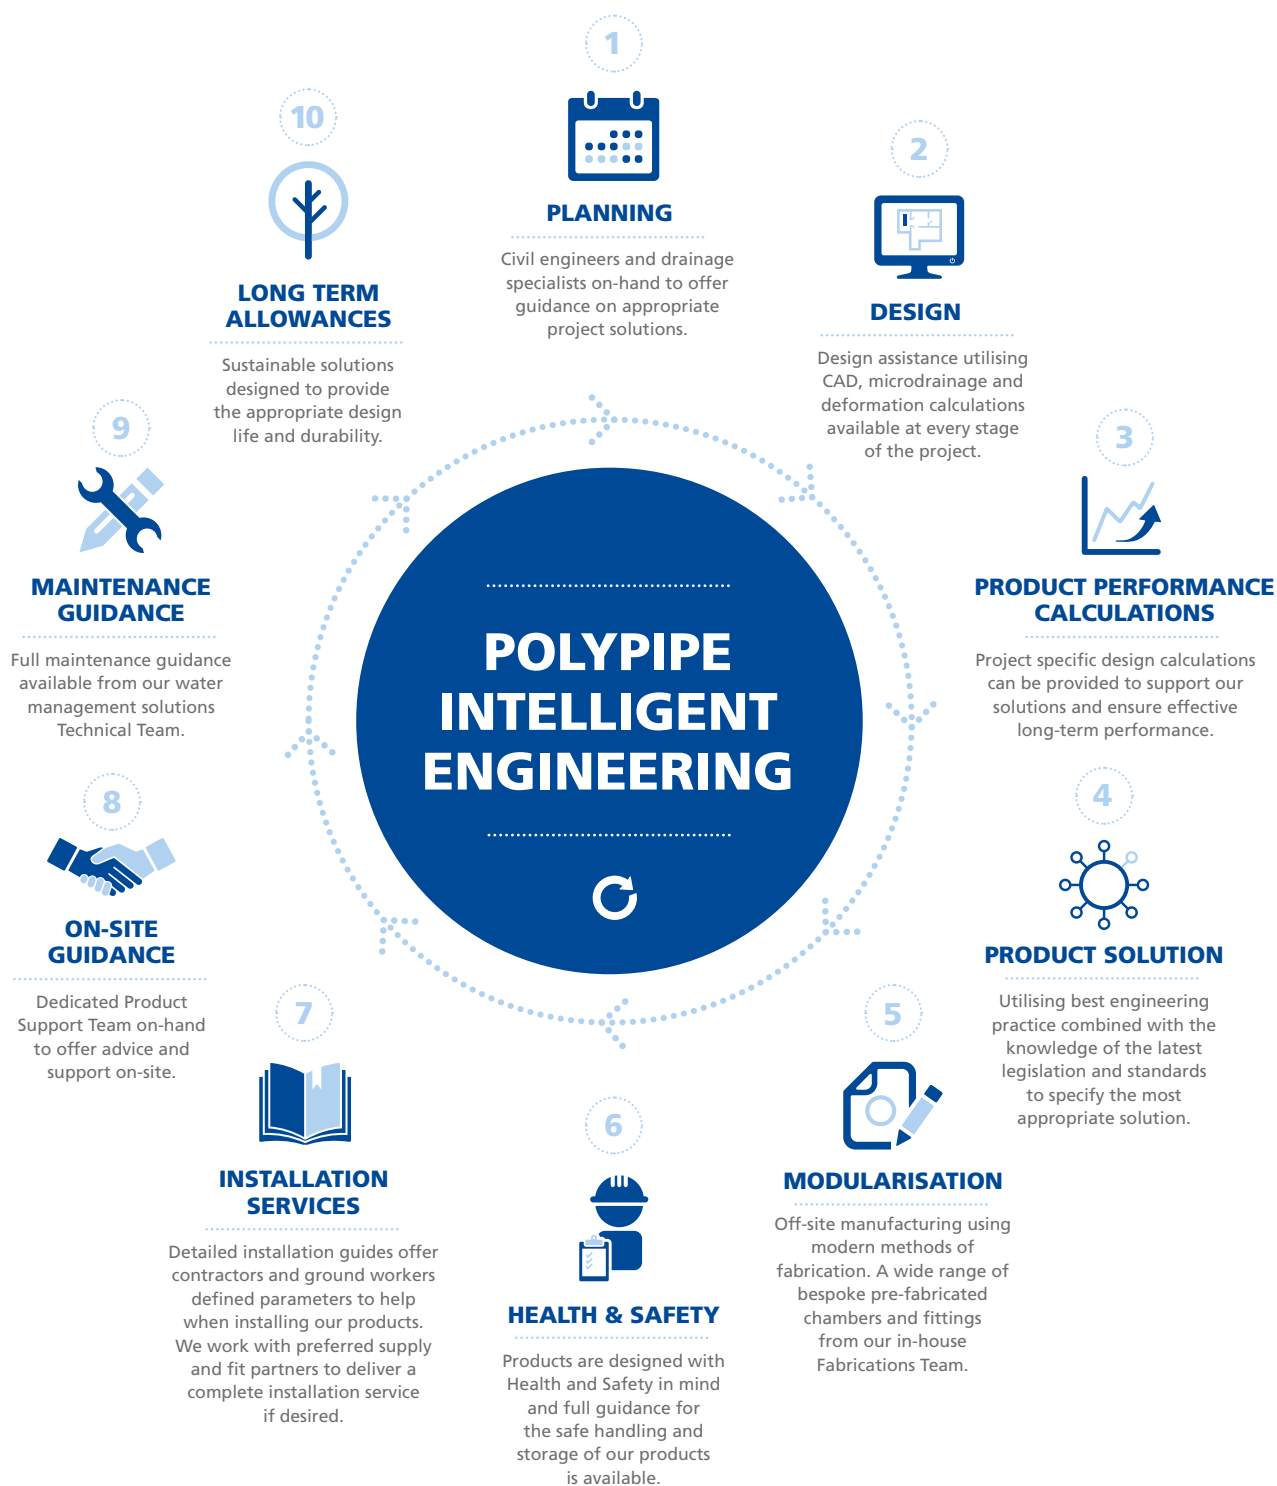 1
PLANNING
Civil engineers and drainage
specialists on-hand to offer
guidance on appropriate
project solutions.
2
DESIGN
Design assistance utilising
CAD, microdrainage and
deformation calculations
available at every stage
of the project.
3
PRODUCT PERFORMANCE
CALCULATIONS
Project specific design calculations
can be provided to support our
solutions and ensure effective
long-term performance.
4
PRODUCT SOLUTION
Utilising best engineering
practice combined with the
knowledge of the latest
legislation and standards
to specify the most
appropriate solution.
5
MODULARISATION
Off-site manufacturing using
modern methods of
fabrication. A wide range of
bespoke pre-fabricated
chambers and fittings
from our in-house
Fabrications Team.
6
HEALTH & SAFETY
Products are designed with
Health and Safety in mind
and full guidance for
the safe handling and
storage of our products
is available.
7
INSTALLATION
SERVICES
Detailed installation guides offer
contractors and ground workers
defined parameters to help
when installing our products.
We work with preferred supply
and fit partners to deliver a
complete installation service
if desired.
8
ON-SITE
GUIDANCE
Dedicated Product
Support Team on-hand
to offer advice and
support on-site.
9
MAINTENANCE
GUIDANCE
Full maintenance guidance
available from our water
management solutions
Technical Team.
10
LONG TERM
ALLOWANCES
Sustainable solutions
designed to provide
the appropriate design
life and durability.
POLYPIPE
INTELLIGENT
ENGINEERING